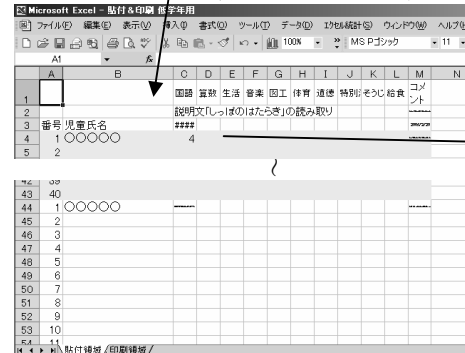 Microsoft Excel - 貼付＆印刷 低学年用
ファイル(F) 編集(E) 表示(V) 挿入(I) 書式(O) ツール(T) データ(D) エクセル統計(S) ウィンドウ(W) ヘルプ(H)
100% MS Pゴシック 11
A1 fx
A B C D E F G H I J K L M N
1 国語 算数 生活 音楽 図工 体育 道徳 特別 そうじ 給食 コメント
2 説明文「しっぽのはたらき」の読み取り
3 番号 児童氏名 ####
4 1 ○○○○○ 4
5 2
〜
42 39
43 40
44 1 ○○○○○
45 2
46 3
47 4
48 5
49 6
50 7
51 8
52 9
53 10
54 11
貼付領域 / 印刷領域 /